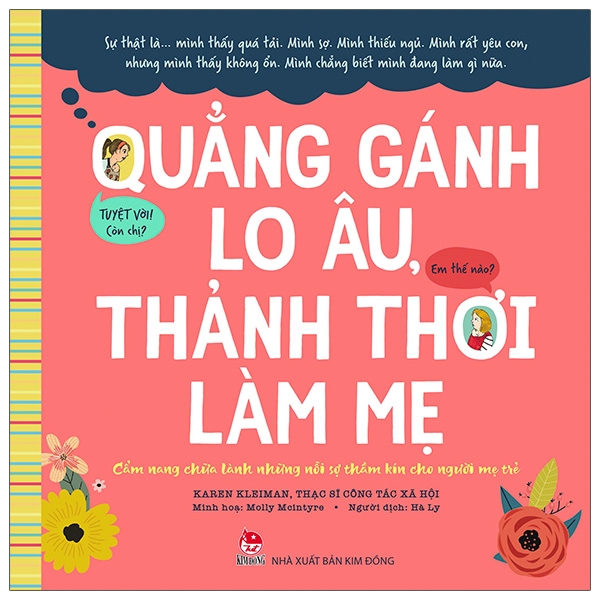 Sự thật là... mình thấy quá tải. Mình sợ. Mình thiếu ngủ. Mình rất yêu con,
nhưng mình thấy không ổn. Mình chẳng biết mình đang làm gì nữa.
QUẲNG GÁNH
TUYỆT VỜI!
Còn chị?
LO ÂU,
Em thế nào?
THẢNH THƠI
LÀM MẸ
Cẩm nang chữa lành những nỗi sợ thầm kín cho người mẹ trẻ
KAREN KLEIMAN, THẠC SĨ CÔNG TÁC XÃ HỘI
Minh hoạ: Molly McIntyre • Người dịch: Hà Ly
KIM ĐỒNG
NHÀ XUẤT BẢN KIM ĐỒNG